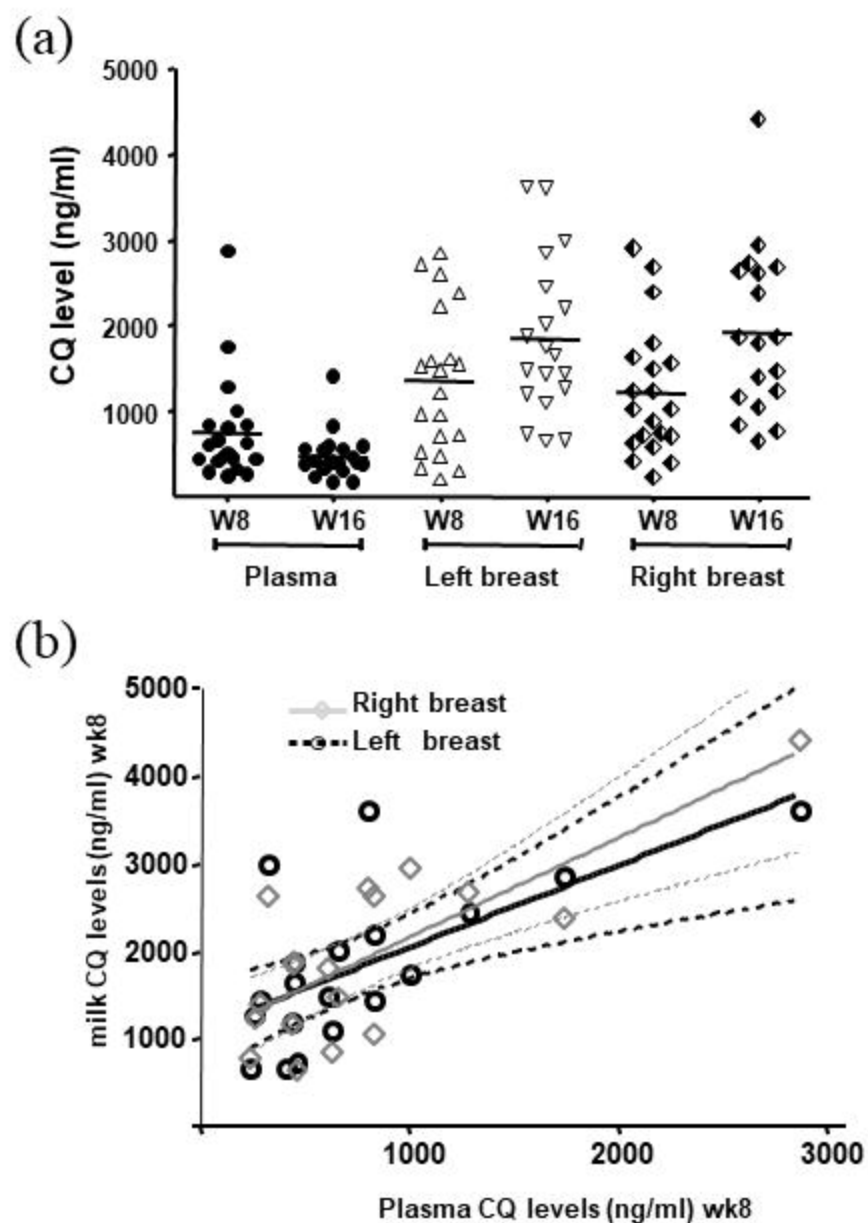 (a)
5000
4000
3000
2000
1000
CQ level (ng/ml)
W8 W16 W8 W16 W8 W16
Plasma Left breast Right breast
(b)
5000
4000
3000
2000
1000
milk CQ levels (ng/ml) wk8
Right breast
Left breast
1000 2000 3000
Plasma CQ levels (ng/ml) wk8